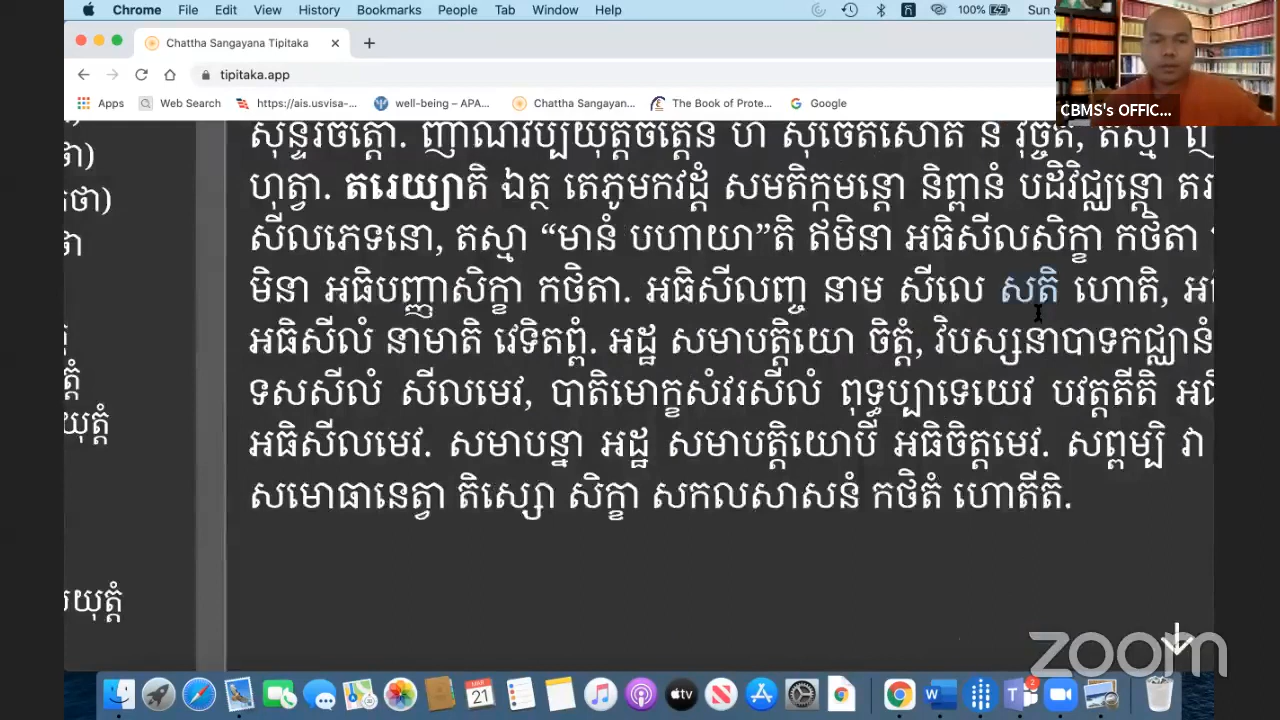 Chrome File Edit View History Bookmarks People Tab Window Help 100% Sun
Chattha Sangayana Tipitaka
tipitaka.app
Apps Web Search https://ais.usvisa-... well-being – APA... Chattha Sangayan... The Book of Prote... Google
CBMS's OFFIC...
សុន្ទរចិត្តោ. ញាណវិប្បយុត្តចិត្តេន ហិ សុចេតសោតិ ន វុច្ចតិ, តស្មា
ហុត្វា. តរេយ្យាតិ ឯត្ថ តេភូមកវដ្ដំ សមតិក្កមន្តោ និព្ពានំ បដិវិជ្ឈន្តោ
សីលភេទនោ, តស្មា “មានំ បហាយា”តិ ឥមិនា អធិសីលសិក្ខា កថិតា
មិនា អធិបញ្ញាសិក្ខា កថិតា. អធិសីលញ្ច នាម សីលេ សតិ ហោតិ,
អធិសីលំ នាមាតិ វេទិតព្ពំ. អដ្ឋ សមាបត្តិយោ ចិត្តំ, វិបស្សនាបាទកជ្ឈានំ
ទសសីលំ សីលមេវ, បាតិមោក្ខសំវរសីលំ ពុទ្ធុប្បាទេយេវ បវត្តតីតិ
អធិសីលមេវ. សមាបន្នា អដ្ឋ សមាបត្តិយោបិ អធិចិត្តមេវ. សព្ពម្បិ វា
សមោធានេត្វា តិស្សោ សិក្ខា សកលសាសនំ កថិតំ ហោតីតិ.
zoom
MAR 21 tv W T 2